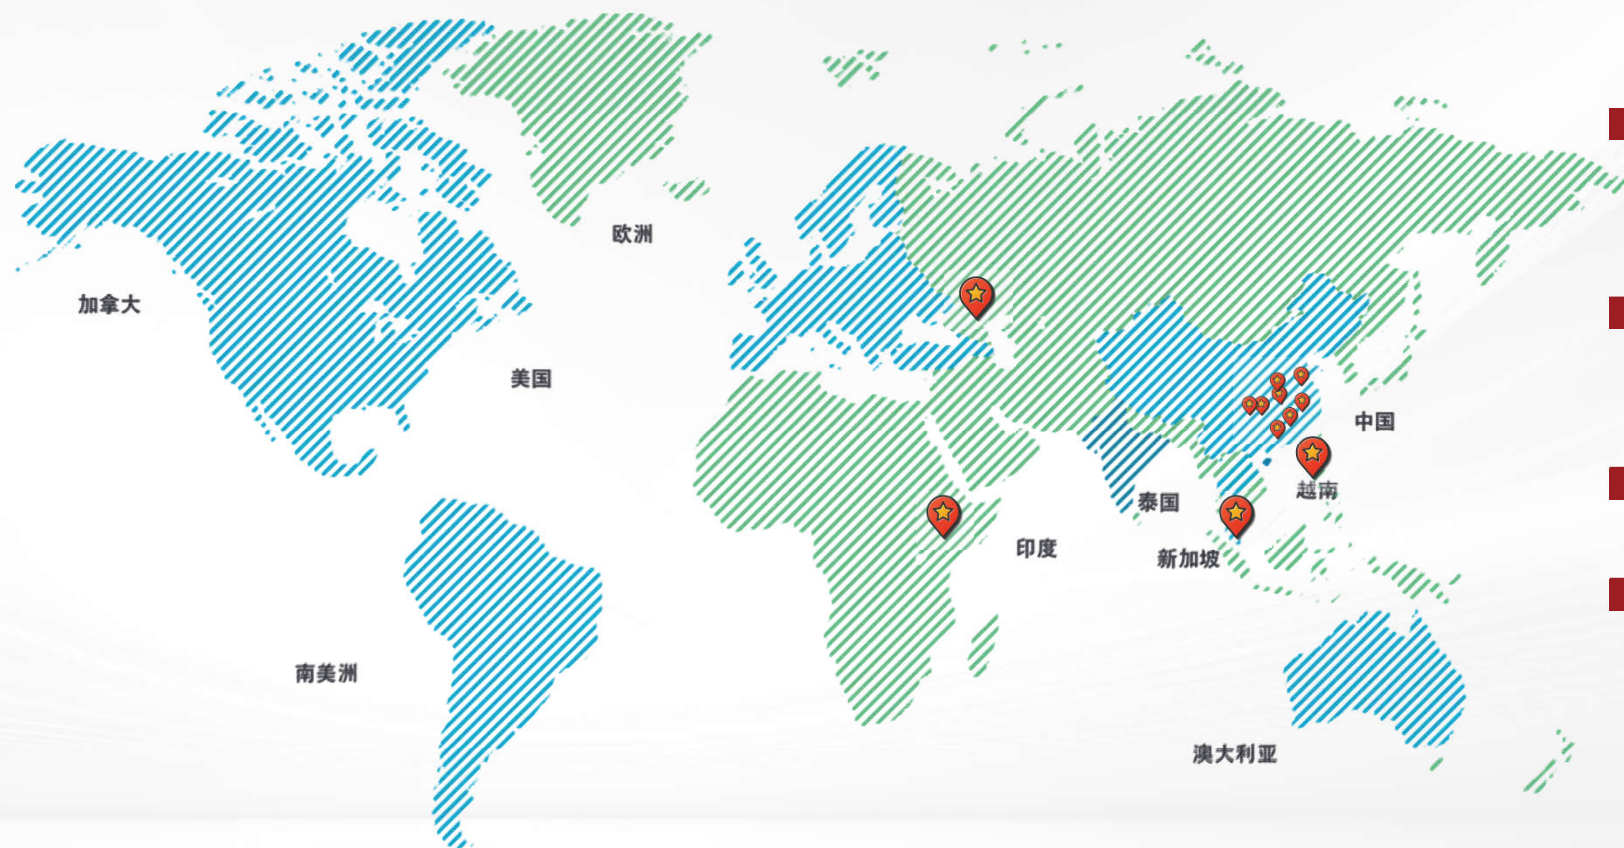 欧洲
加拿大
美国
中国
越南
泰国
印度
新加坡
南美洲
澳大利亚